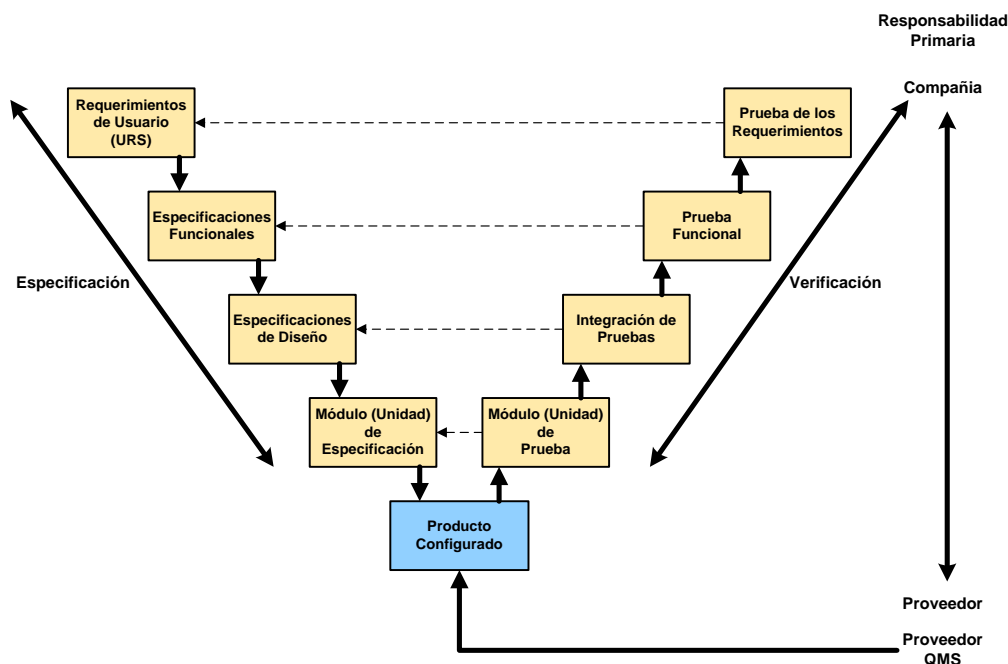 Responsabilidad
Primaria
Compañia
Requerimientos
de Usuario
(URS)
Prueba de los
Requerimientos
Especificaciones
Funcionales
Prueba
Funcional
Especificación
Verificación
Especificaciones
de Diseño
Integración de
Pruebas
Módulo (Unidad)
de
Especificación
Módulo (Unidad)
de
Prueba
Producto
Configurado
Proveedor
Proveedor
QMS